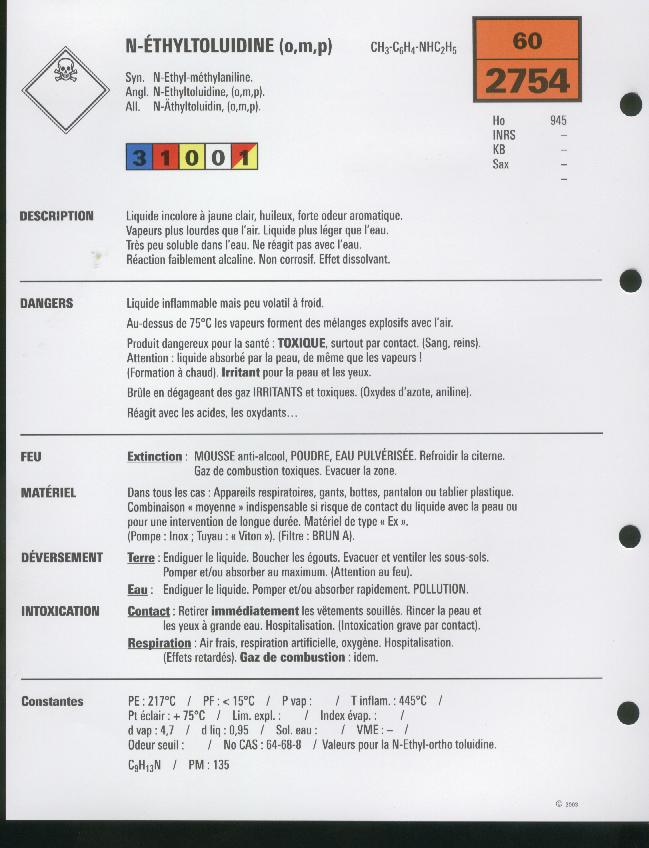 N-ÉTHYLTOLUIDINE (o,m,p) CH3-C6H4-NHC2H5
60
2754
Syn. N-Ethyl-méthylaniline.
Angl. N-Ethyltoluidine, (o,m,p).
All. N-Äthyltoluidin, (o,m,p).
Ho 945
INRS –
KB –
Sax –
–
3 1 0 0 1
DESCRIPTION Liquide incolore à jaune clair, huileux, forte odeur aromatique.
Vapeurs plus lourdes que l'air. Liquide plus léger que l'eau.
Très peu soluble dans l'eau. Ne réagit pas avec l'eau.
Réaction faiblement alcaline. Non corrosif. Effet dissolvant.
DANGERS Liquide inflammable mais peu volatil à froid.
Au-dessus de 75°C les vapeurs forment des mélanges explosifs avec l'air.
Produit dangereux pour la santé : TOXIQUE, surtout par contact. (Sang, reins).
Attention : liquide absorbé par la peau, de même que les vapeurs !
(Formation à chaud). Irritant pour la peau et les yeux.
Brûle en dégageant des gaz IRRITANTS et toxiques. (Oxydes d'azote, aniline).
Réagit avec les acides, les oxydants...
FEU Extinction : MOUSSE anti-alcool, POUDRE, EAU PULVÉRISÉE. Refroidir la citerne.
Gaz de combustion toxiques. Evacuer la zone.
MATÉRIEL Dans tous les cas : Appareils respiratoires, gants, bottes, pantalon ou tablier plastique.
Combinaison « moyenne » indispensable si risque de contact du liquide avec la peau ou
pour une intervention de longue durée. Matériel de type « Ex ».
(Pompe : Inox ; Tuyau : « Viton »). (Filtre : BRUN A).
DÉVERSEMENT Terre : Endiguer le liquide. Boucher les égouts. Evacuer et ventiler les sous-sols.
Pomper et/ou absorber au maximum. (Attention au feu).
Eau : Endiguer le liquide. Pomper et/ou absorber rapidement. POLLUTION.
INTOXICATION Contact : Retirer immédiatement les vêtements souillés. Rincer la peau et
les yeux à grande eau. Hospitalisation. (Intoxication grave par contact).
Respiration : Air frais, respiration artificielle, oxygène. Hospitalisation.
(Effets retardés). Gaz de combustion : idem.
Constantes PE : 217°C / PF : < 15°C / P vap : / T inflam. : 445°C /
Pt éclair : + 75°C / Lim. expl. : / Index évap. : /
d vap : 4,7 / d liq : 0,95 / Sol. eau : / VME : – /
Odeur seuil : / No CAS : 64-68-8 / Valeurs pour la N-Ethyl-ortho toluidine.
C9H13N / PM : 135
© 2003